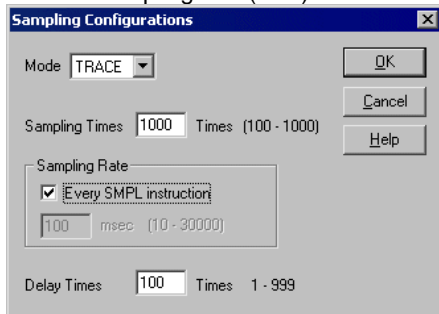 Sampling Configurations
Mode TRACE
OK
Cancel
Help
Sampling Times 1000 Times (100 - 1000)
Sampling Rate
Every SMPL instruction
100 msec (10 - 30000)
Delay Times 100 Times 1 - 999